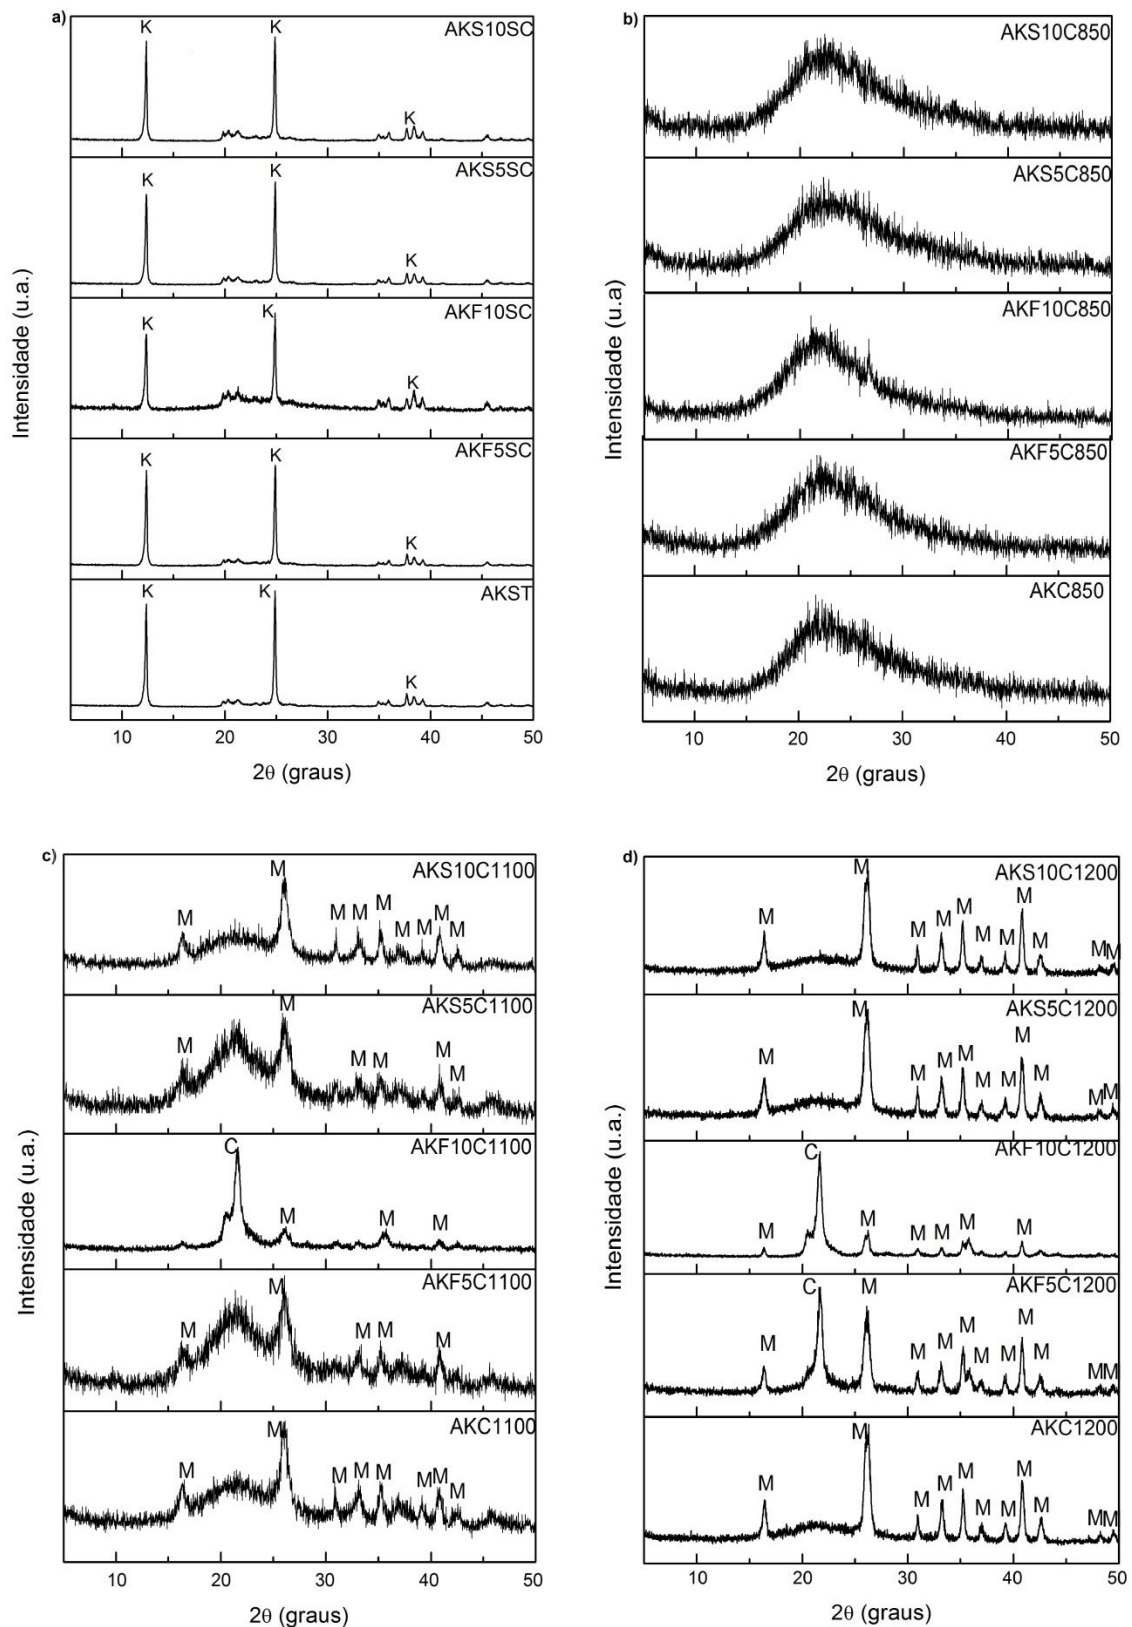 a)
K
K
AKS10SC
K
K
K
AKS5SC
K
K
K
AKF10SC
K
K
K
AKF5SC
K
K
K
AKST
K
10 20 30 40 50
2θ (graus)
Intensidade (u.a.)
b)
AKS10C850
AKS5C850
AKF10C850
AKF5C850
AKC850
10 20 30 40 50
2θ (graus)
Intensidade (u.a)
c)
M
AKS10C1100
M M M M M M M M
M
AKS5C1100
M M M M M
C
AKF10C1100
M M M
M
AKF5C1100
M M M M
M
AKC1100
M M M M M M M
10 20 30 40 50
2θ (graus)
Intensidade (u.a.)
d)
M
AKS10C1200
M M M M M M M M M M
M
AKS5C1200
M M M M M M M M M M
C
AKF10C1200
M M M M M M
C
M
AKF5C1200
M M M M M M M M M M
M
AKC1200
M M M M M M M M M M
10 20 30 40 50
2θ (graus)
Intensidade (u.a.)